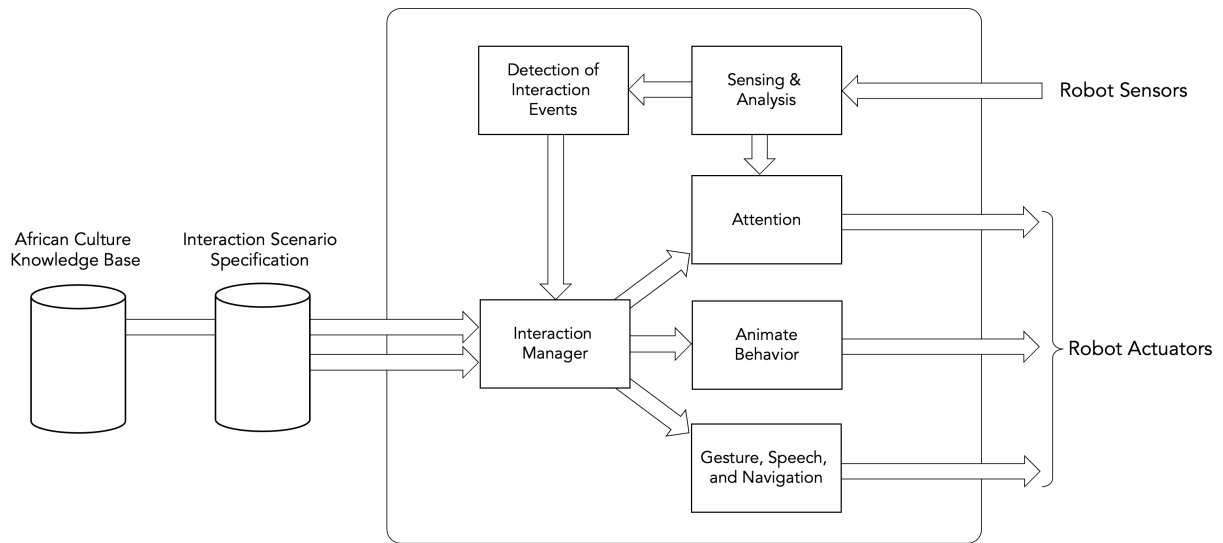 Detection of
Interaction
Events
Sensing &
Analysis
Robot Sensors
Attention
African Culture
Knowledge Base
Interaction Scenario
Specification
Interaction
Manager
Animate
Behavior
Robot Actuators
Gesture, Speech,
and Navigation